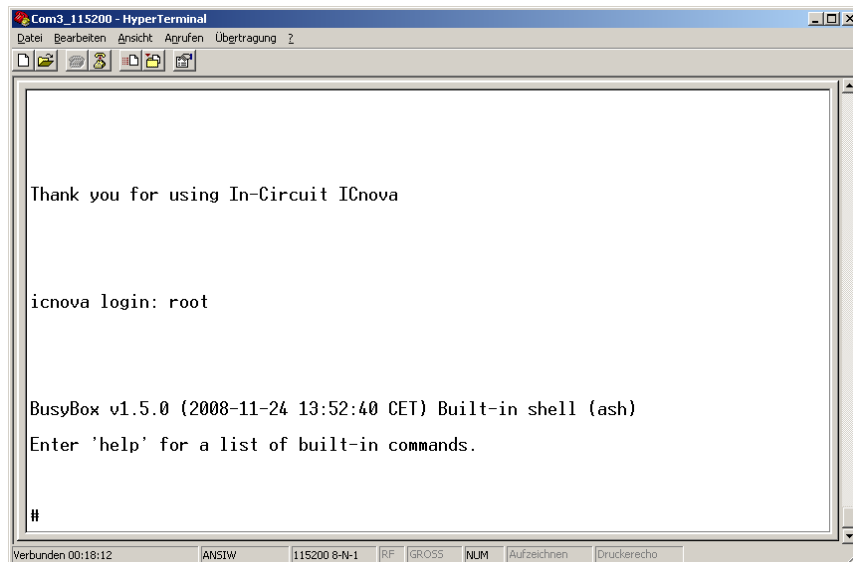 Com3_115200 - HyperTerminal
Datei Bearbeiten Ansicht Anrufen Übertragung ?
Thank you for using In-Circuit ICnova
icnova login: root
BusyBox v1.5.0 (2008-11-24 13:52:40 CET) Built-in shell (ash)
Enter 'help' for a list of built-in commands.
#
Verbunden 00:18:12 ANSIW 115200 8-N-1 RF GROSS NUM Aufzeichnen Druckerecho